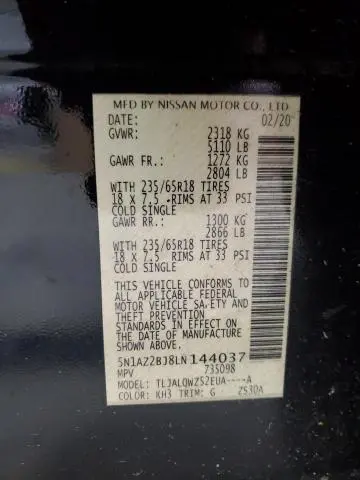 MFD BY NISSAN MOTOR CO., LTD
DATE: 02/20
GVWR: 2318 KG
5110 LB
GAWR FR.: 1272 KG
2804 LB
WITH 235/65R18 TIRES
18 X 7.5 RIMS AT 33 PSI
COLD SINGLE
GAWR RR.: 1300 KG
2866 LB
WITH 235/65R18 TIRES
18 X 7.5 RIMS AT 33 PSI
COLD SINGLE
THIS VEHICLE CONFORMS TO
ALL APPLICABLE FEDERAL
MOTOR VEHICLE SAFETY AND
THEFT PREVENTION
STANDARDS IN EFFECT ON
THE DATE OF MANUFACTURE
SHOWN ABOVE.
5N1AZ2BJ8LN144037
MPV 735098
MODEL: TLJALQWZ52EUA----A
COLOR: KH3 TRIM: G Z530A